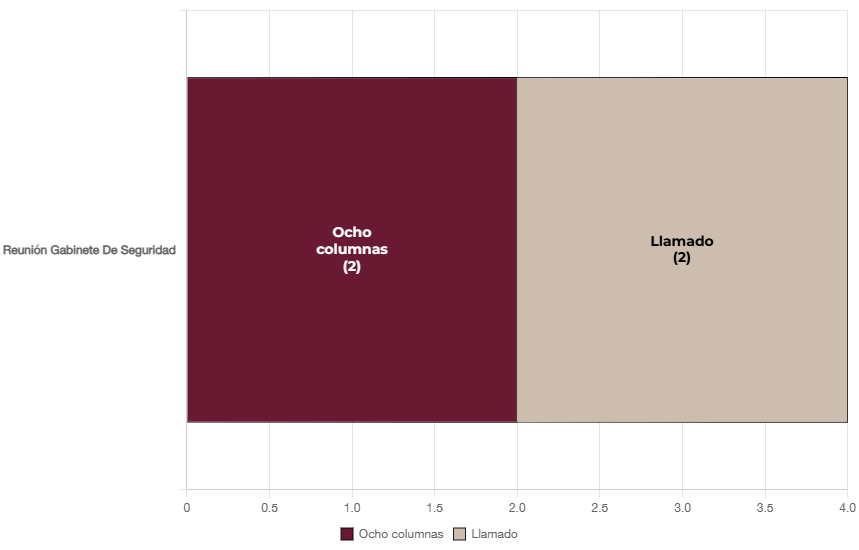 Ocho
columnas
(2)
Llamado
(2)
Reunión Gabinete De Seguridad
0 0.5 1.0 1.5 2.0 2.5 3.0 3.5 4.0
Ocho columnas Llamado